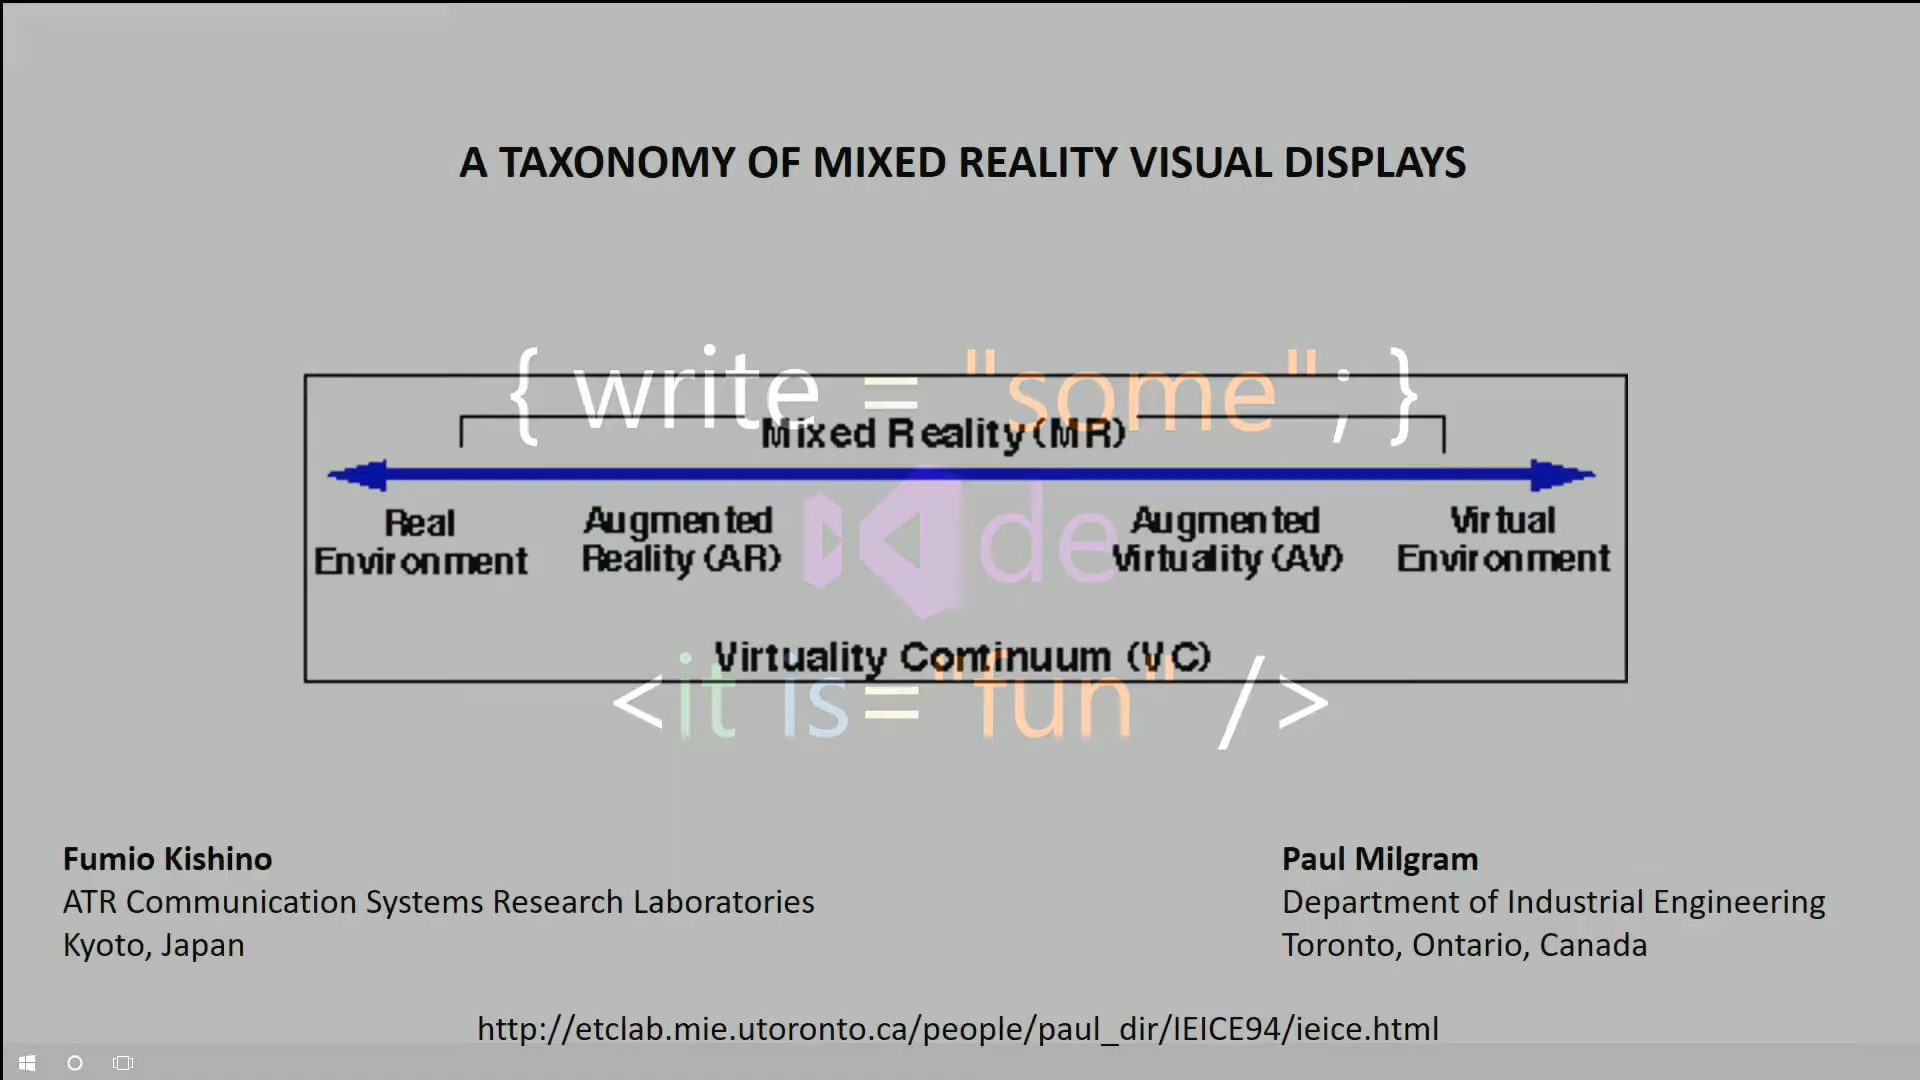 A TAXONOMY OF MIXED REALITY VISUAL DISPLAYS
{ write = "some"; }
Mixed Reality (MR)
Real Environment
Augmented Reality (AR)
de
Augmented Virtuality (AV)
Virtual Environment
Virtuality Continuum (VC)
<it is="fun" />
Fumio Kishino
ATR Communication Systems Research Laboratories
Kyoto, Japan
Paul Milgram
Department of Industrial Engineering
Toronto, Ontario, Canada
http://etclab.mie.utoronto.ca/people/paul_dir/IEICE94/ieice.html